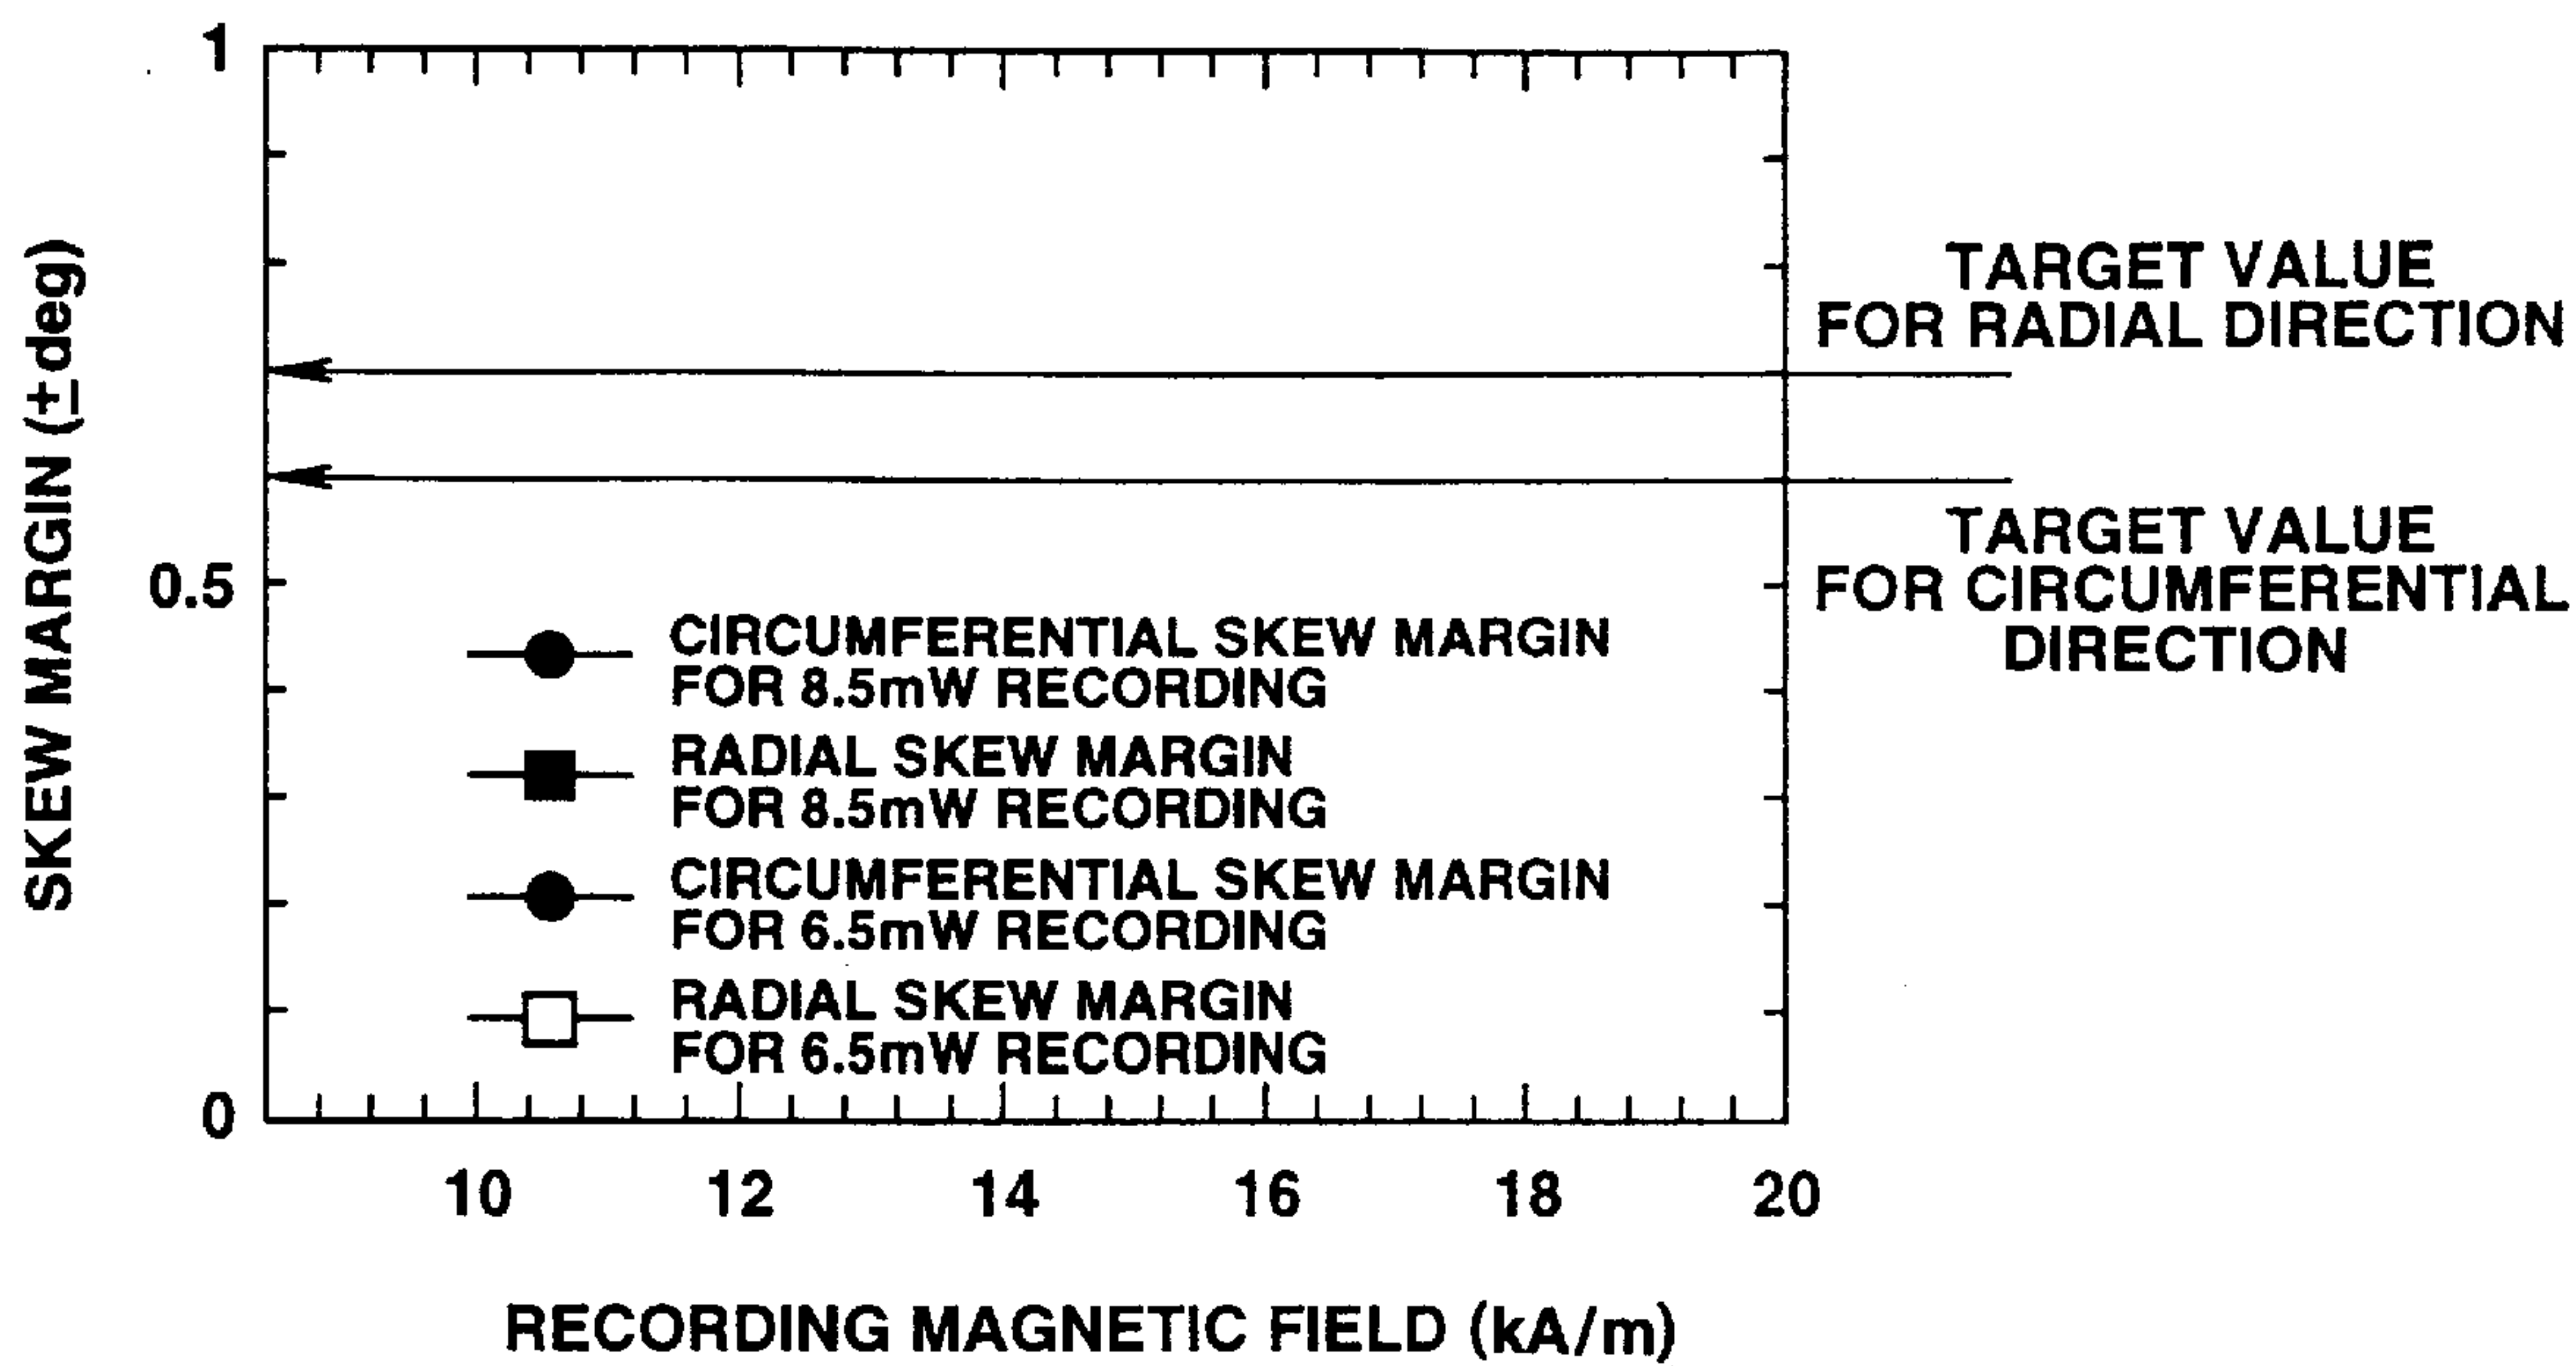 1
0.5
0
SKEW MARGIN (±deg)
TARGET VALUE
FOR RADIAL DIRECTION
TARGET VALUE
FOR CIRCUMFERENTIAL
DIRECTION
CIRCUMFERENTIAL SKEW MARGIN
FOR 8.5mW RECORDING
RADIAL SKEW MARGIN
FOR 8.5mW RECORDING
CIRCUMFERENTIAL SKEW MARGIN
FOR 6.5mW RECORDING
RADIAL SKEW MARGIN
FOR 6.5mW RECORDING
10 12 14 16 18 20
RECORDING MAGNETIC FIELD (kA/m)